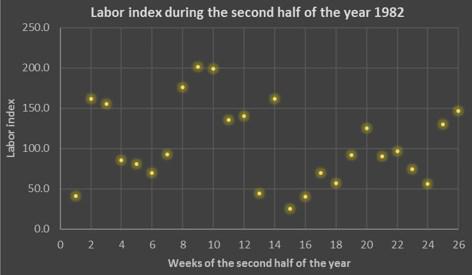 Labor index during the second half of the year 1982
250.0
200.0
150.0
100.0
50.0
0.0
Labor Index
0 2 4 6 8 10 12 14 16 18 20 22 24 26
Weeks of the second half of the year